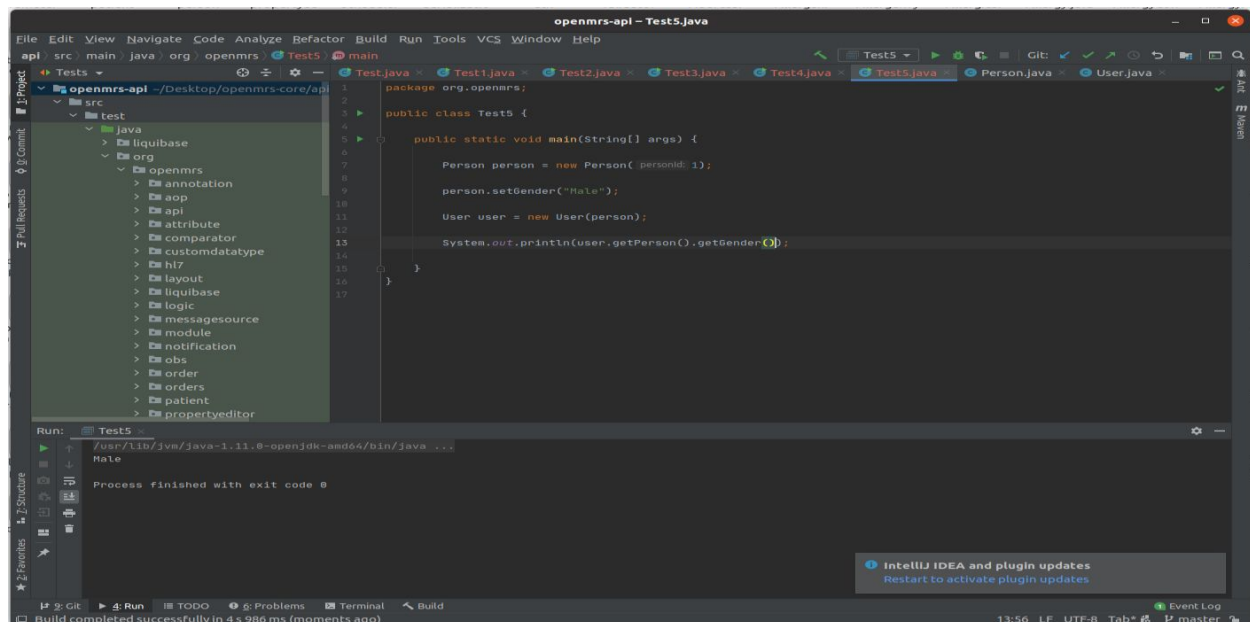 openmrs-api – Test5.java
File Edit View Navigate Code Analyze Refactor Build Run Tools VCS Window Help
api src main java org openmrs Test5 main
Test5
Git:
1: Project
0: Commit
Pull Requests
Z: Structure
2: Favorites
Ant
Maven
Tests
openmrs-api ~/Desktop/openmrs-core/api
src
test
java
liquibase
org
openmrs
annotation
aop
api
attribute
comparator
customdatatype
hl7
layout
liquibase
logic
messagesource
module
notification
obs
order
orders
patient
propertyeditor
Test.java Test1.java Test2.java Test3.java Test4.java Test5.java Person.java User.java
1 package org.openmrs;
2
3 public class Test5 {
4
5 public static void main(String[] args) {
6
7 Person person = new Person( personId: 1);
8
9 person.setGender("Male");
10
11 User user = new User(person);
12
13 System.out.println(user.getPerson().getGender());
14
15 }
16 }
17
Run: Test5
/usr/lib/jvm/java-1.11.0-openjdk-amd64/bin/java ...
Male
Process finished with exit code 0
IntelliJ IDEA and plugin updates
Restart to activate plugin updates
9: Git 4: Run TODO 6: Problems Terminal Build
1 Event Log
Build completed successfully in 4 s 986 ms (moments ago)
13:56 LF UTF-8 Tab* master